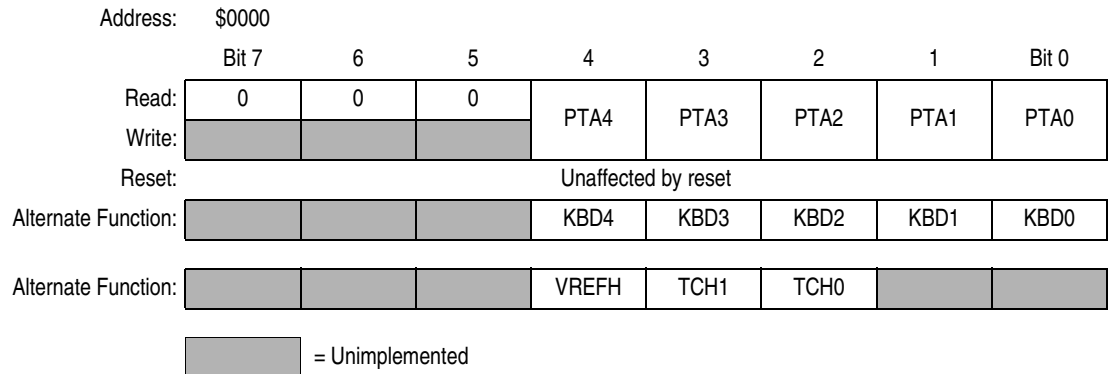 Address: $0000
Bit 7 6 5 4 3 2 1 Bit 0
Read: 0 0 0 PTA4 PTA3 PTA2 PTA1 PTA0
Write:
Reset: Unaffected by reset
Alternate Function: KBD4 KBD3 KBD2 KBD1 KBD0
Alternate Function: VREFH TCH1 TCH0
= Unimplemented